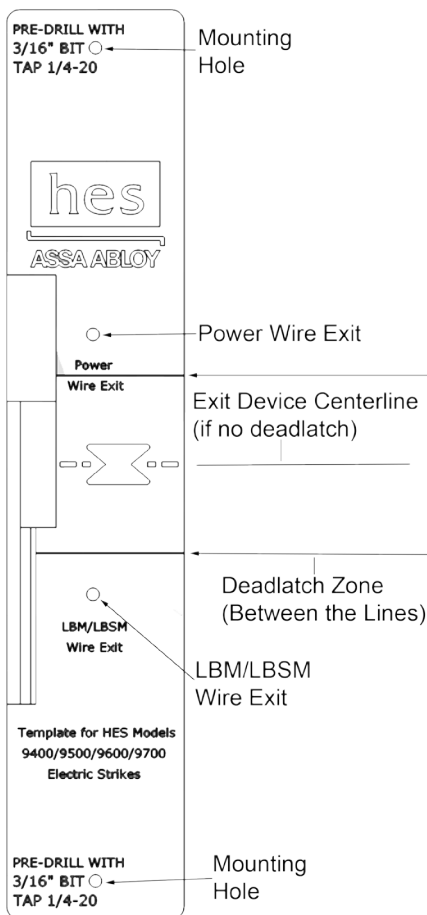 PRE-DRILL WITH
3/16" BIT
TAP 1/4-20
Mounting
Hole
hes
ASSA ABLOY
Power Wire Exit
Power
Wire Exit
Exit Device Centerline
(if no deadlatch)
Deadlatch Zone
(Between the Lines)
LBM/LBSM
Wire Exit
LBM/LBSM
Wire Exit
Template for HES Models
9400/9500/9600/9700
Electric Strikes
PRE-DRILL WITH
3/16" BIT
TAP 1/4-20
Mounting
Hole